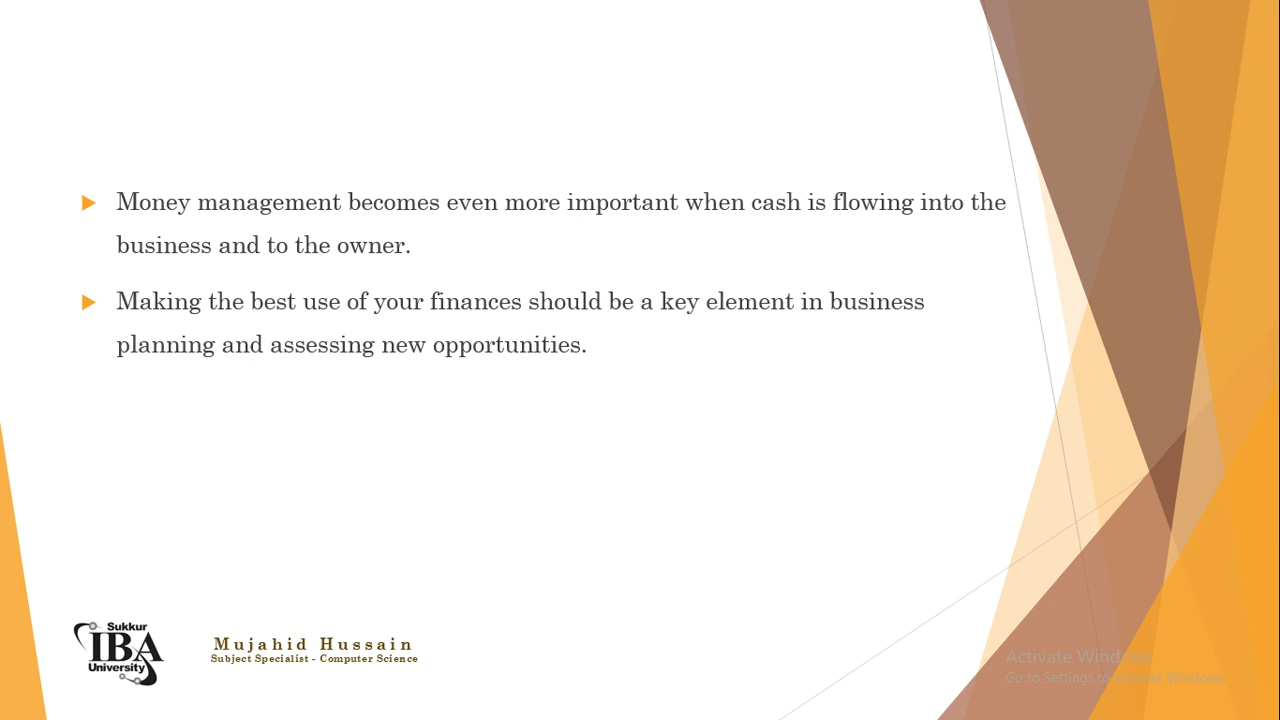 Money management becomes even more important when cash is flowing into the
business and to the owner.
Making the best use of your finances should be a key element in business
planning and assessing new opportunities.
Sukkur
IBA
University
Mujahid Hussain
Subject Specialist - Computer Science
Activate Windows
Go to Settings to activate Windows.